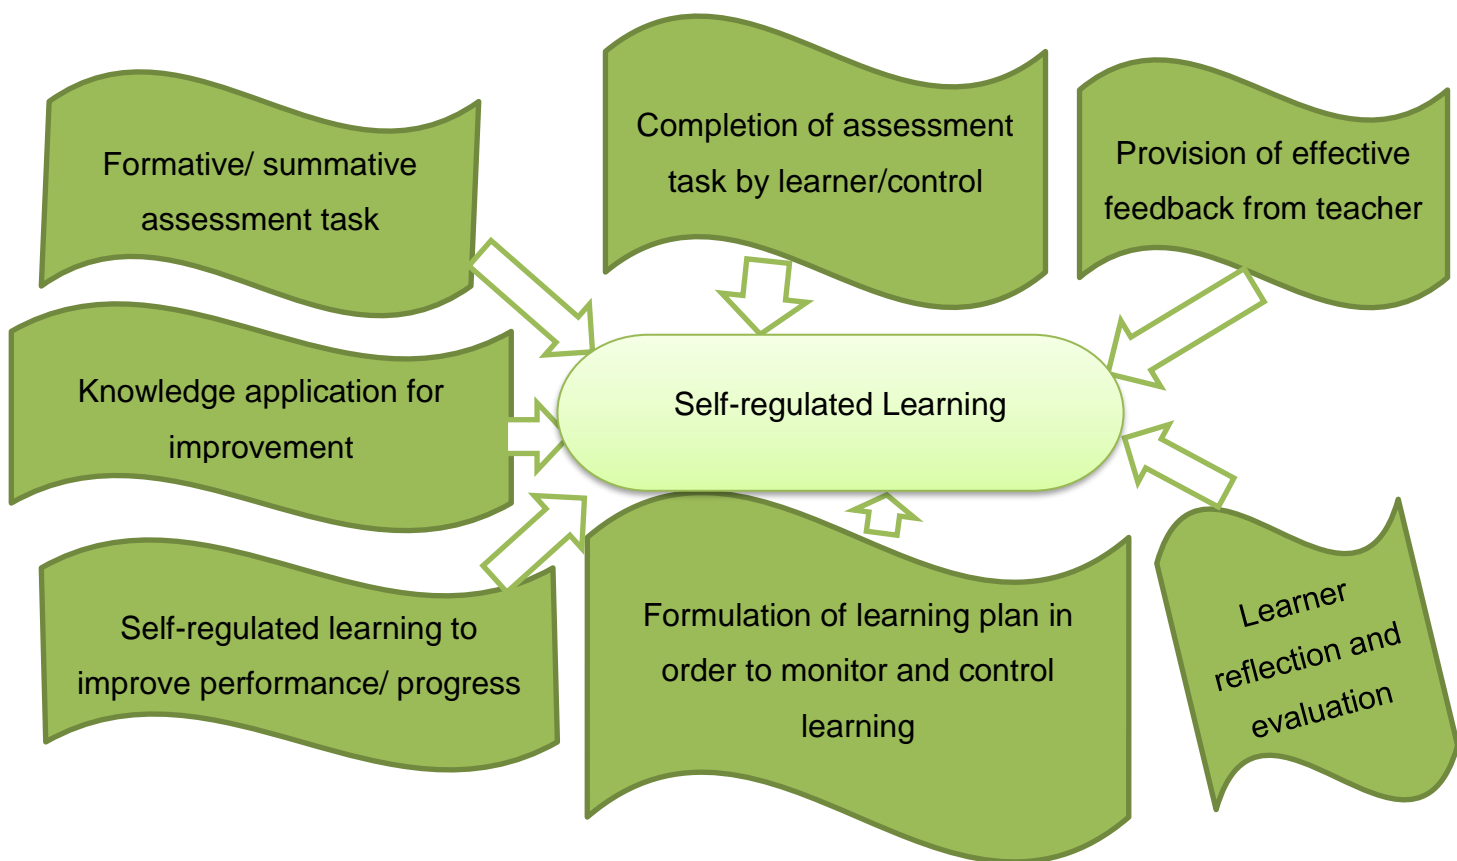 Formative/ summative
assessment task
Completion of assessment
task by learner/control
Provision of effective
feedback from teacher
Knowledge application for
improvement
Self-regulated Learning
Self-regulated learning to
improve performance/ progress
Formulation of learning plan in
order to monitor and control
learning
Learner
reflection and
evaluation